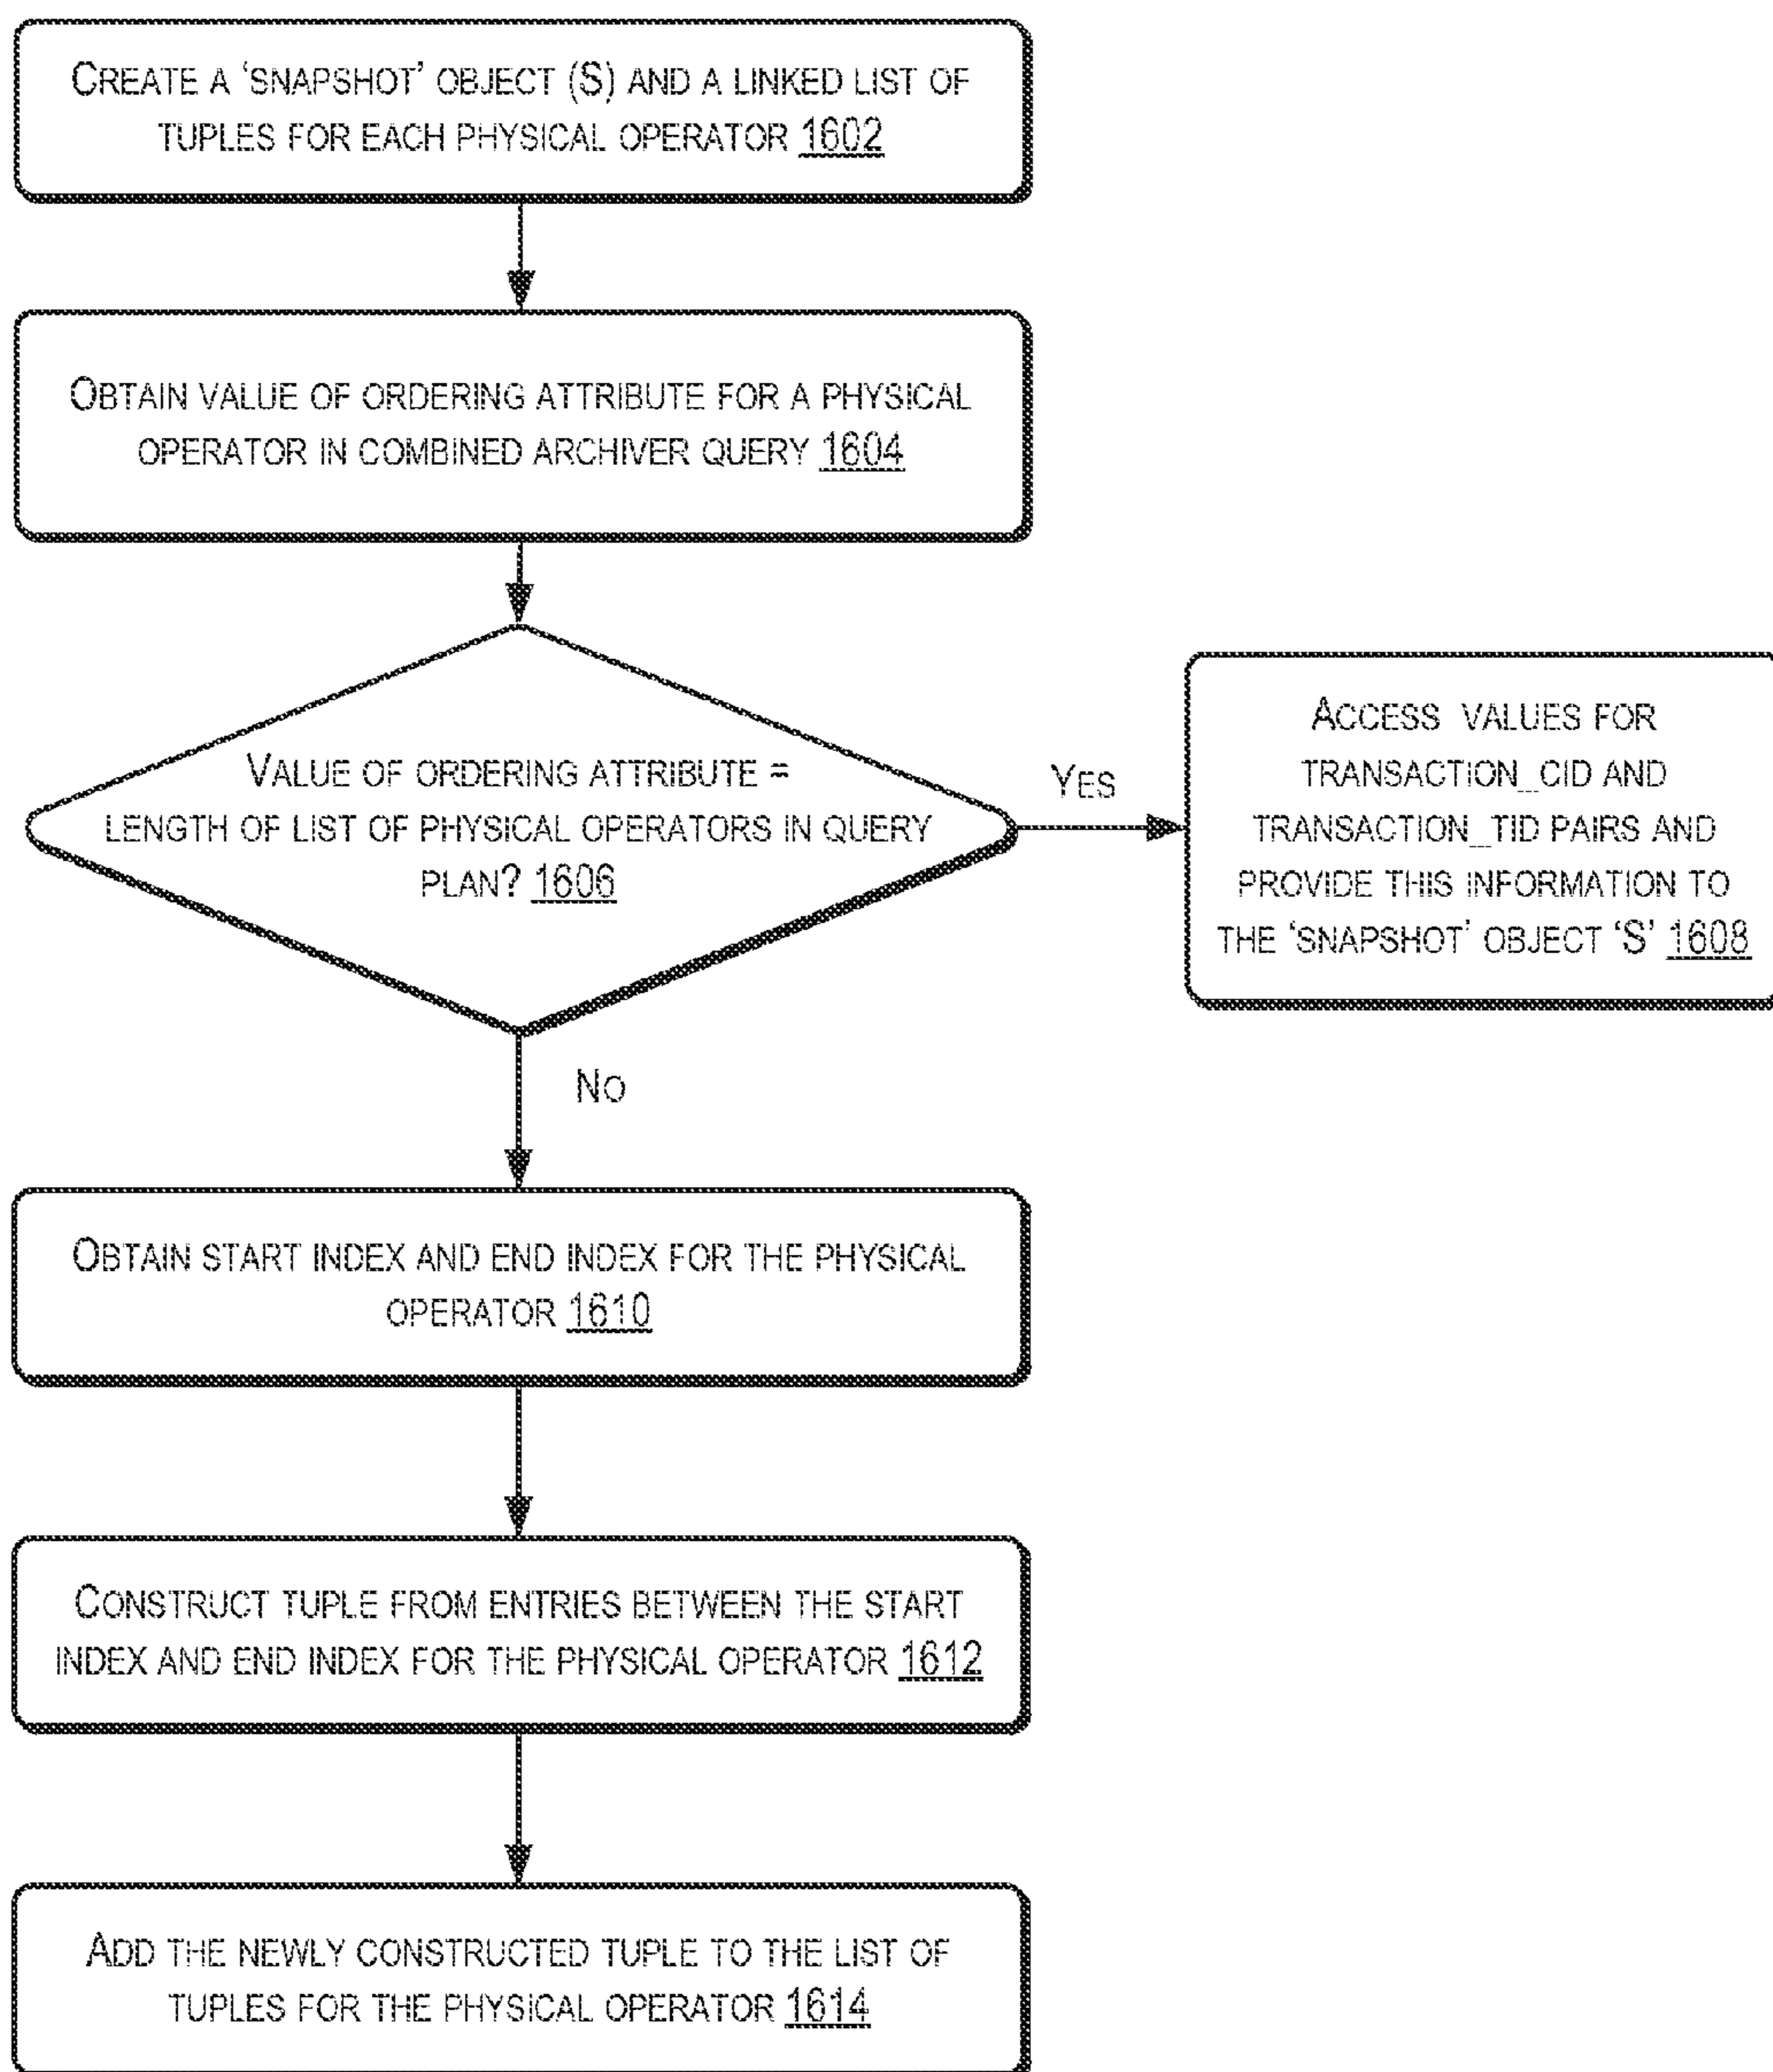 CREATE A ‘SNAPSHOT’ OBJECT (S) AND A LINKED LIST OF
TUPLES FOR EACH PHYSICAL OPERATOR 1602
OBTAIN VALUE OF ORDERING ATTRIBUTE FOR A PHYSICAL
OPERATOR IN COMBINED ARCHIVER QUERY 1604
VALUE OF ORDERING ATTRIBUTE =
LENGTH OF LIST OF PHYSICAL OPERATORS IN QUERY
PLAN? 1606
YES
ACCESS VALUES FOR
TRANSACTION_CID AND
TRANSACTION_TID PAIRS AND
PROVIDE THIS INFORMATION TO
THE ‘SNAPSHOT’ OBJECT ‘S’ 1608
NO
OBTAIN START INDEX AND END INDEX FOR THE PHYSICAL
OPERATOR 1610
CONSTRUCT TUPLE FROM ENTRIES BETWEEN THE START
INDEX AND END INDEX FOR THE PHYSICAL OPERATOR 1612
ADD THE NEWLY CONSTRUCTED TUPLE TO THE LIST OF
TUPLES FOR THE PHYSICAL OPERATOR 1614